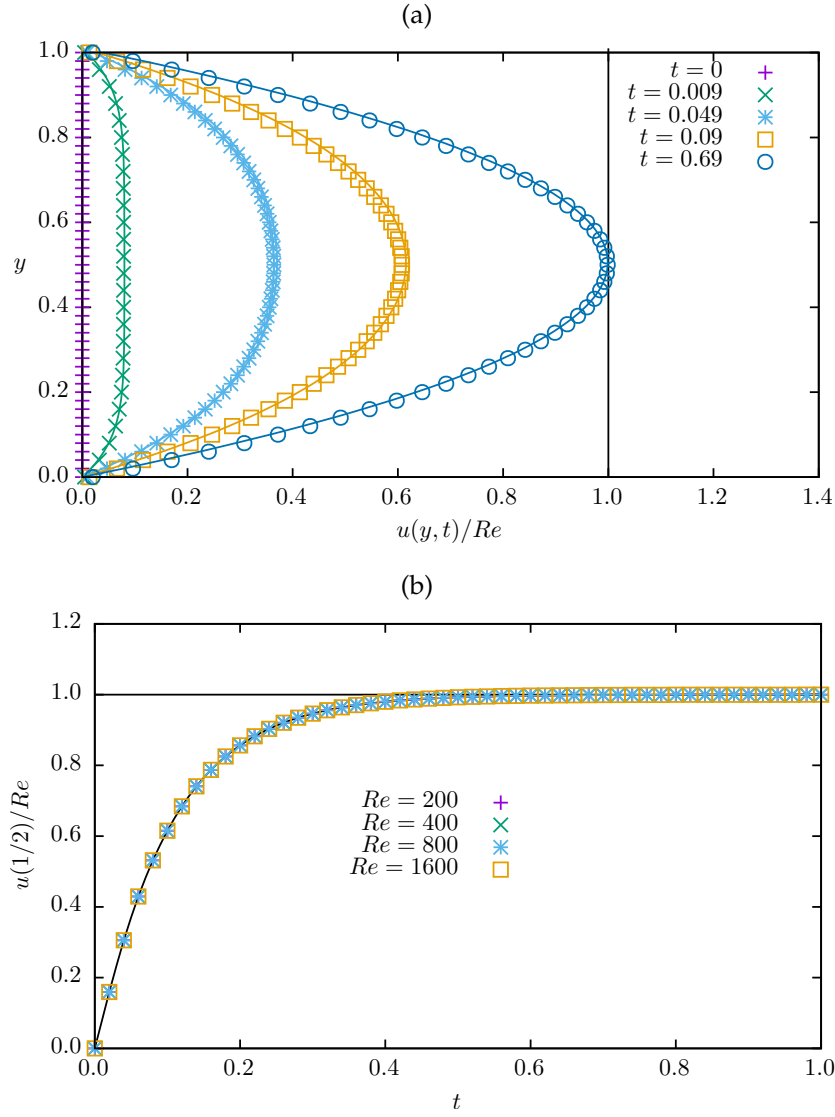 (a)
1.0
0.8
0.6
y
0.4
0.2
0.0
0.0 0.2 0.4 0.6 0.8 1.0 1.2 1.4
u(y, t)/Re
t = 0
t = 0.009
t = 0.049
t = 0.09
t = 0.69
(b)
1.2
1.0
0.8
0.6
0.4
0.2
0.0
u(1/2)/Re
Re = 200
Re = 400
Re = 800
Re = 1600
0.0 0.2 0.4 0.6 0.8 1.0
t